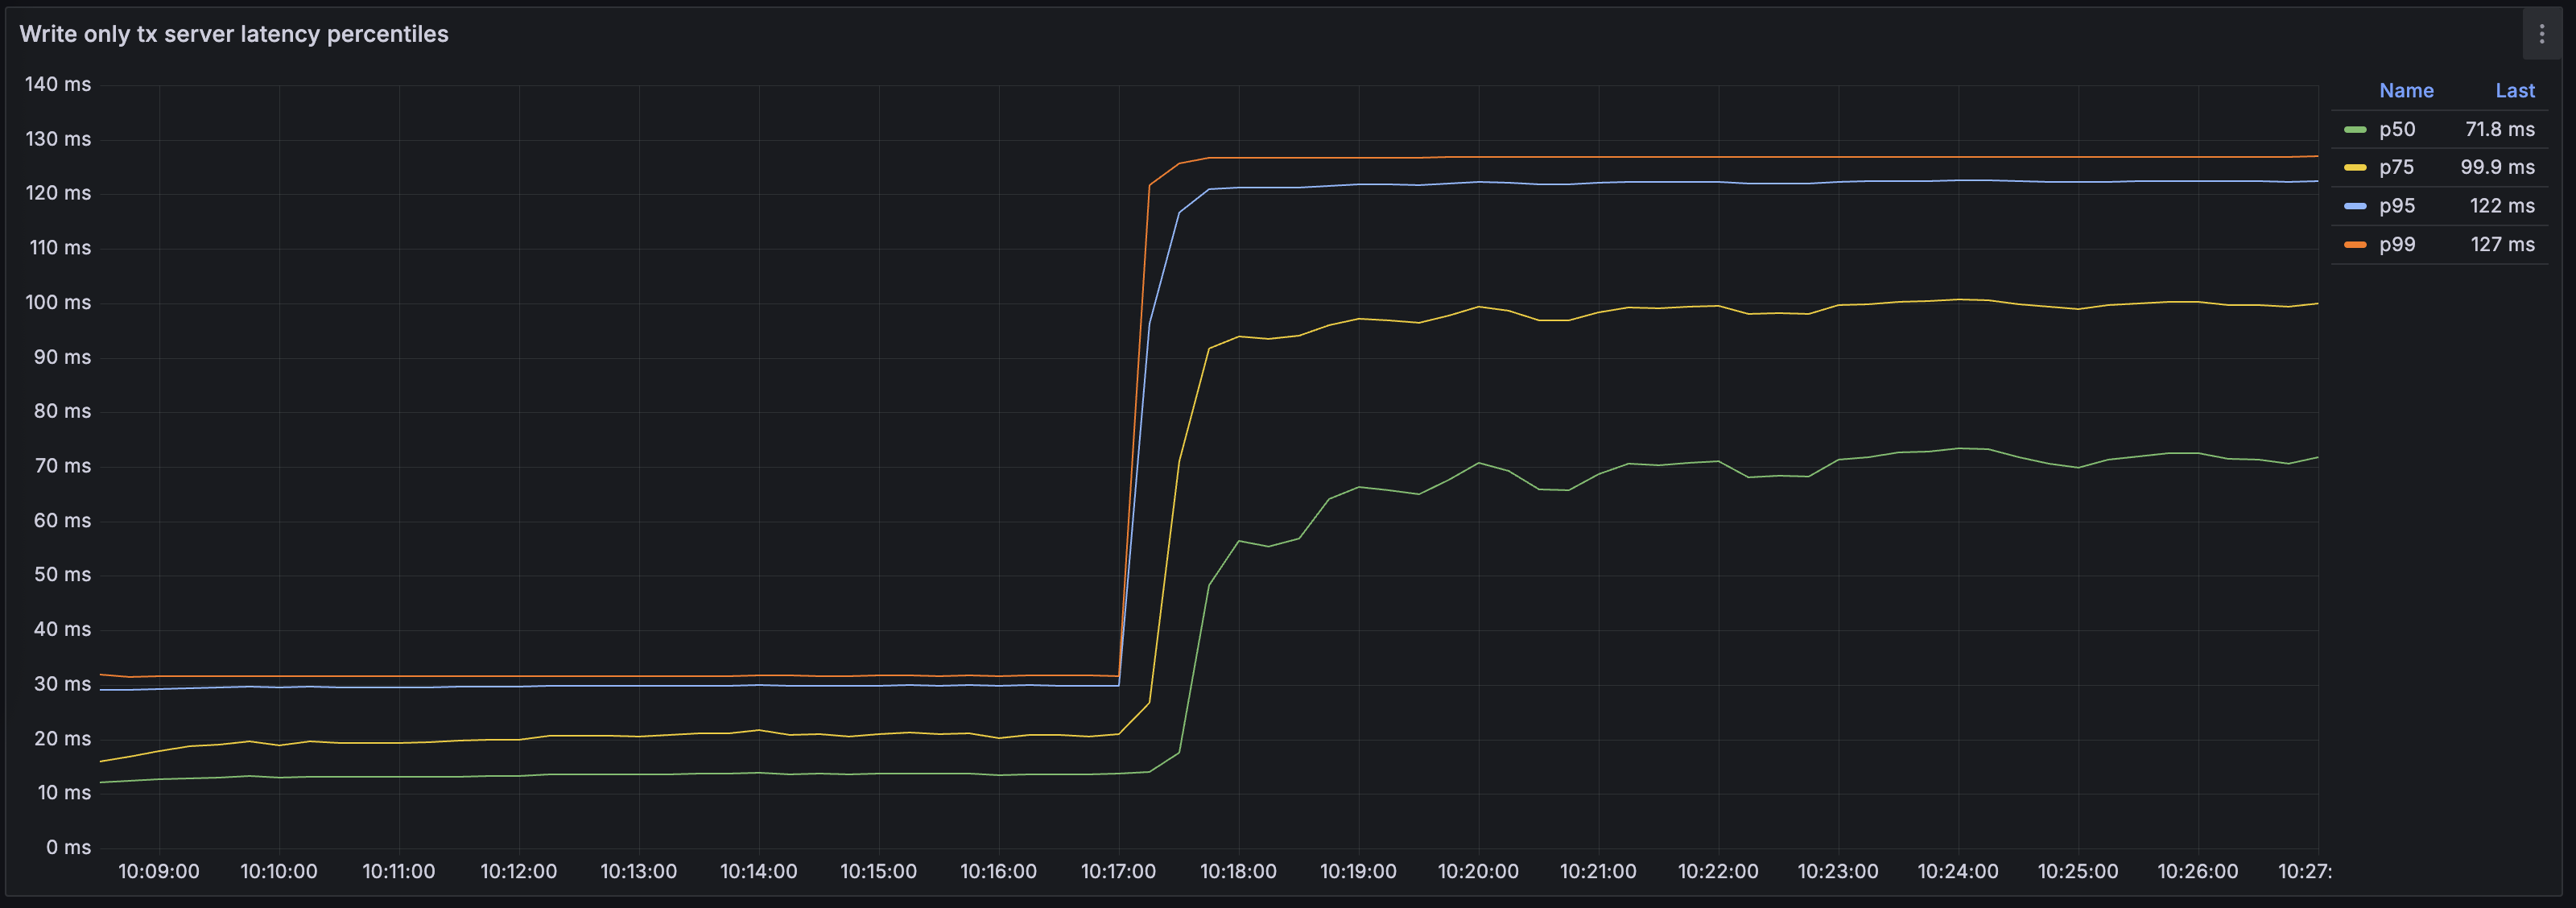 Write only tx server latency percentiles
140 ms
130 ms
120 ms
110 ms
100 ms
90 ms
80 ms
70 ms
60 ms
50 ms
40 ms
30 ms
20 ms
10 ms
0 ms
10:09:00 10:10:00 10:11:00 10:12:00 10:13:00 10:14:00 10:15:00 10:16:00 10:17:00 10:18:00 10:19:00 10:20:00 10:21:00 10:22:00 10:23:00 10:24:00 10:25:00 10:26:00 10:27:
Name Last
p50 71.8 ms
p75 99.9 ms
p95 122 ms
p99 127 ms